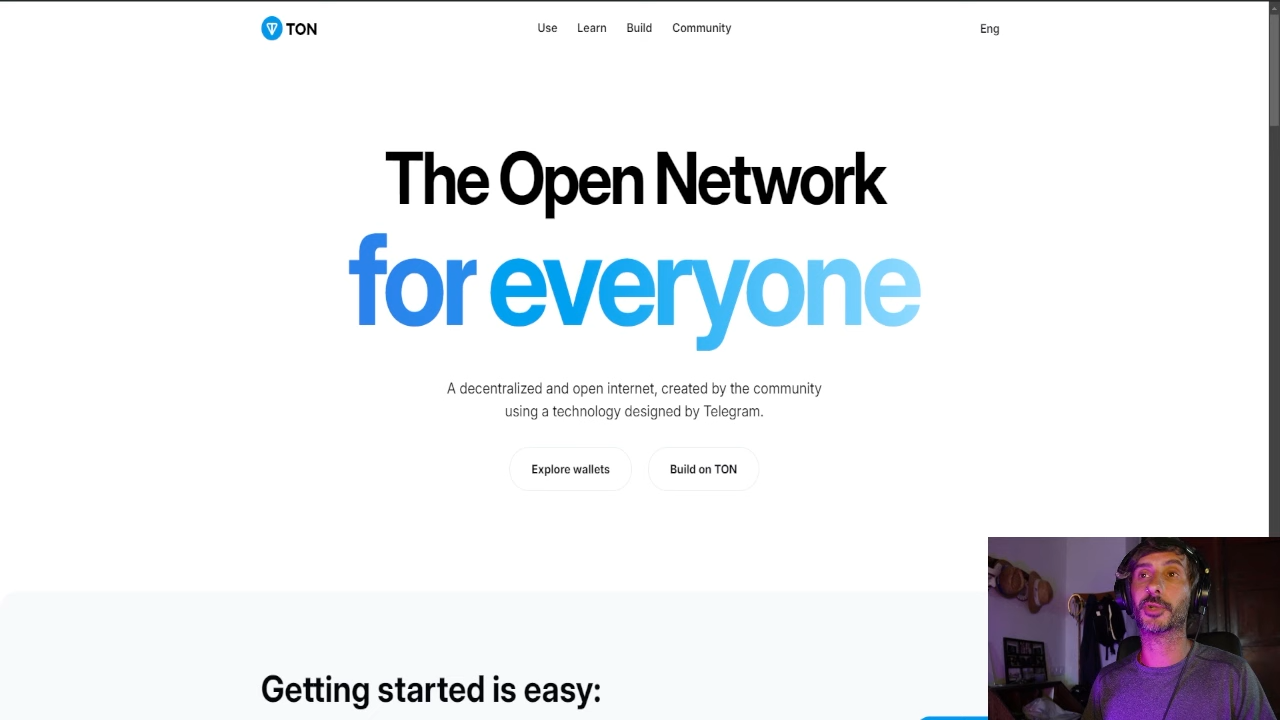 TON
Use Learn Build Community
Eng
The Open Network
for everyone
A decentralized and open internet, created by the community
using a technology designed by Telegram.
Explore wallets
Build on TON
Getting started is easy: